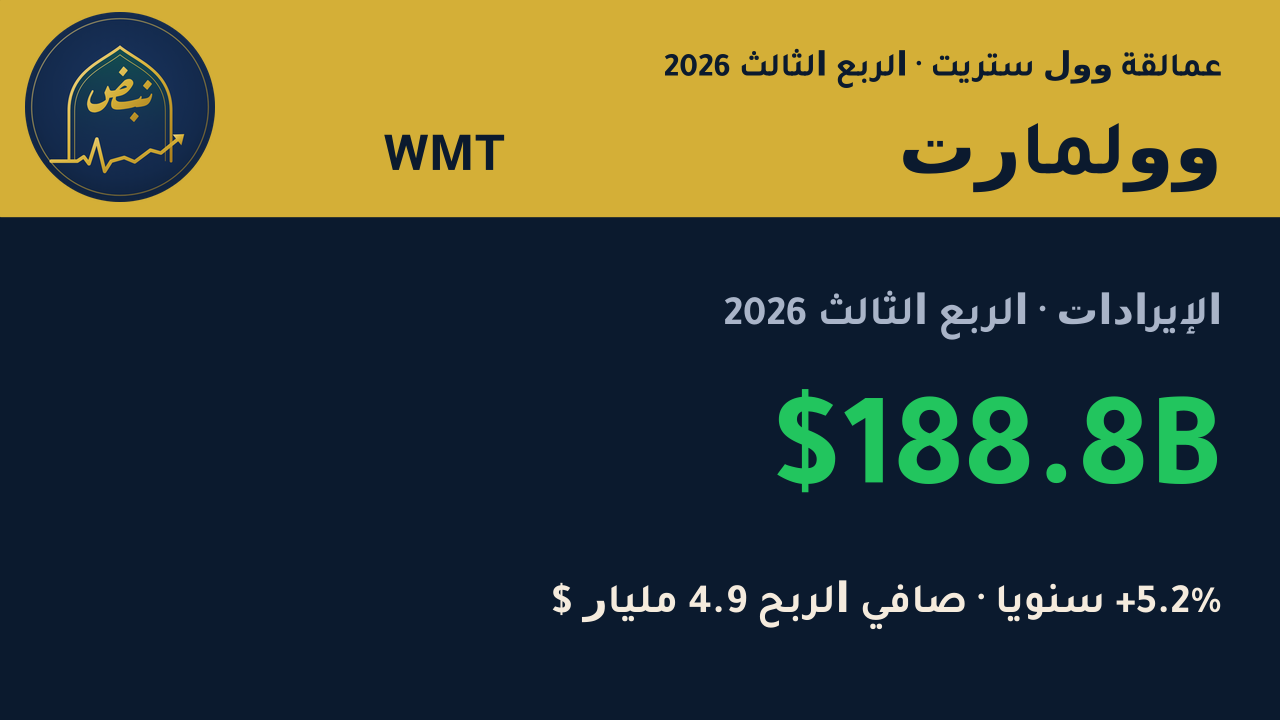 عمالقة وول ستريت · الربع الثالث 2026
وولمارت WMT
نبض
الإيرادات · الربع الثالث 2026
$188.8B
+5.2% سنويا · صافي الربح 4.9 مليار $